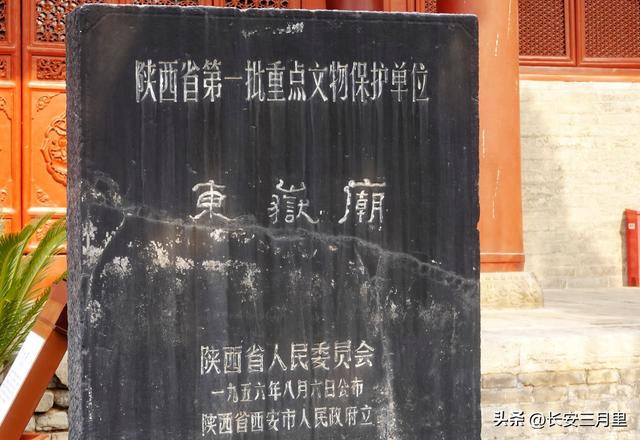 陕西省第一批重点文物保护单位
東嶽廟
陕西省人民委员会
一九五六年八月六日公布
陕西省西安市人民政府立
头条 @长安三月里